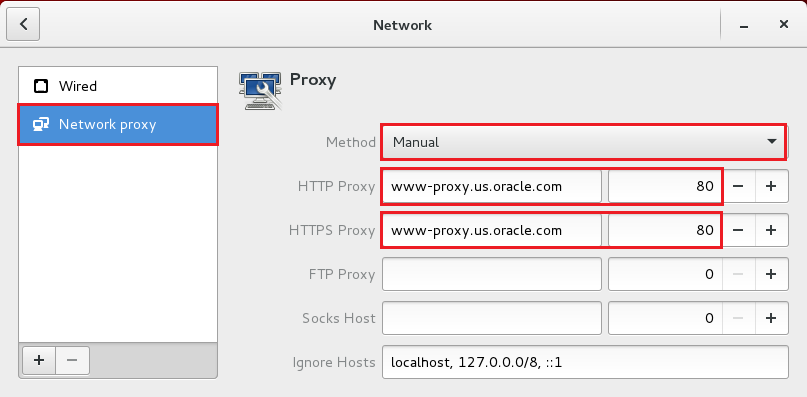 Network
Wired
Network proxy
Proxy
Method Manual
HTTP Proxy www-proxy.us.oracle.com 80
HTTPS Proxy www-proxy.us.oracle.com 80
FTP Proxy 0
Socks Host 0
Ignore Hosts localhost, 127.0.0.0/8, ::1